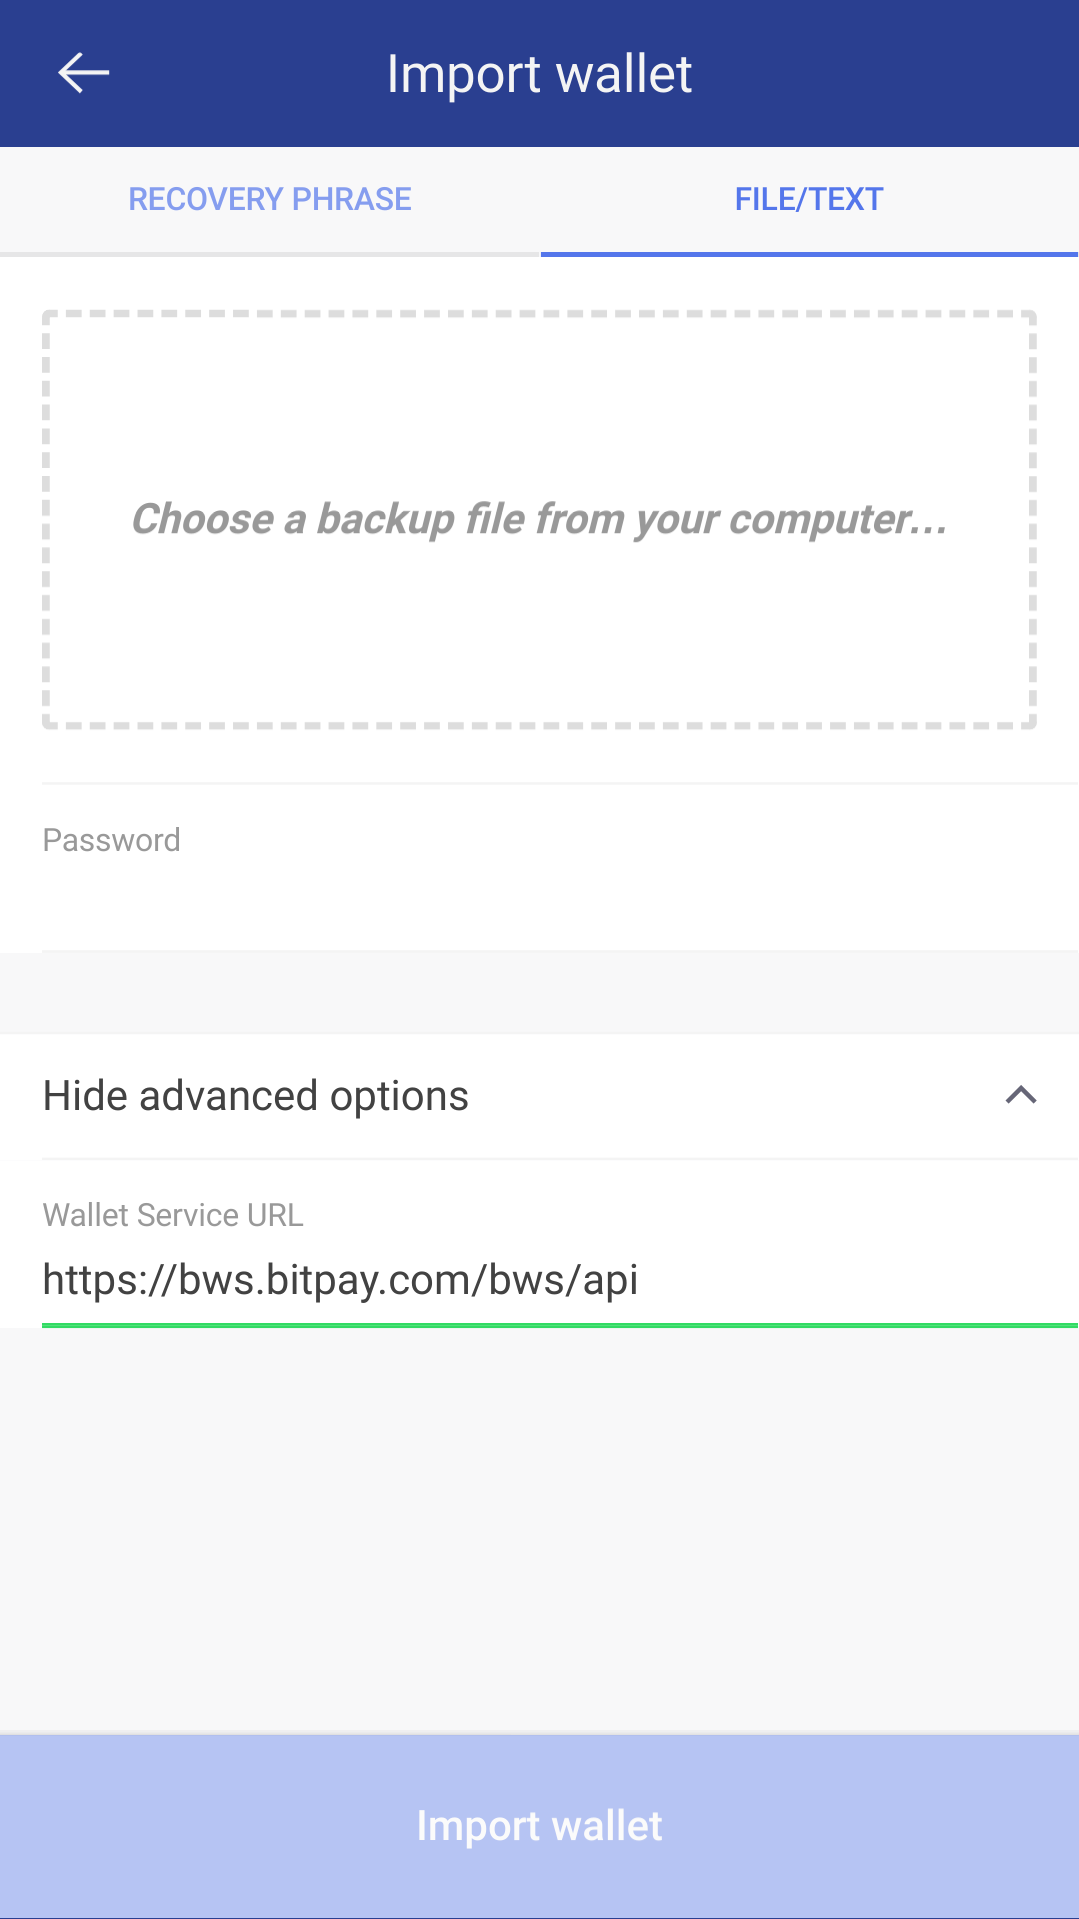 Import wallet
RECOVERY PHRASE
FILE/TEXT
Choose a backup file from your computer...
Password
Hide advanced options
Wallet Service URL
https://bws.bitpay.com/bws/api
Import wallet